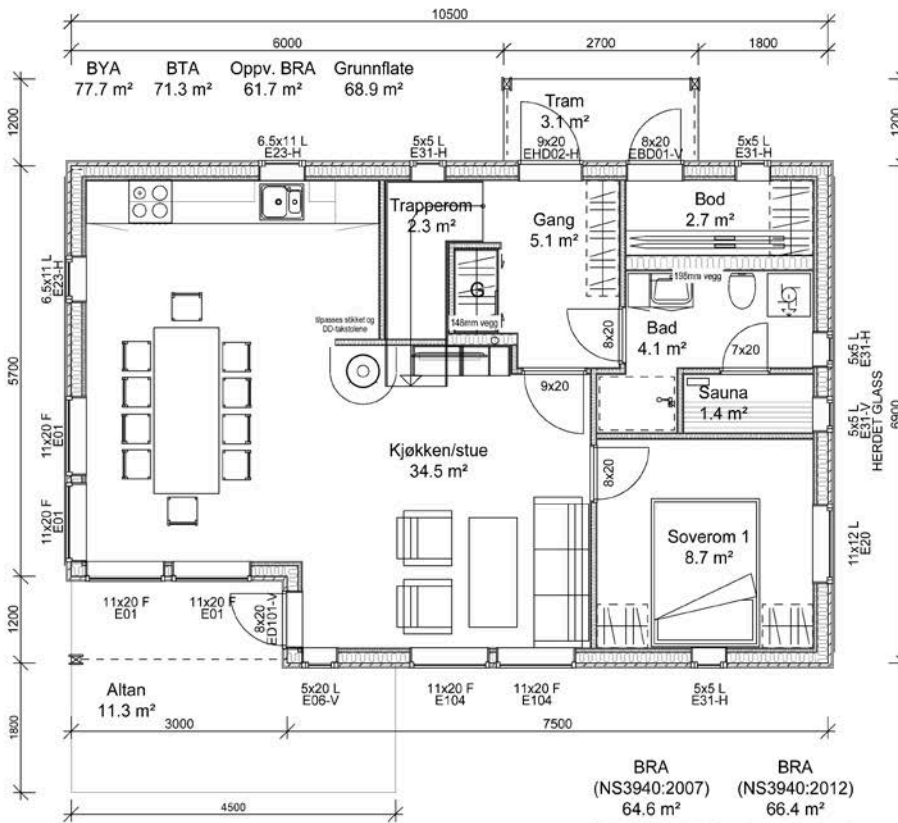 10500
6000 2700 1800
BYA BTA Oppv. BRA Grunnflate
77.7 m² 71.3 m² 61.7 m² 68.9 m²
1200
1200
Tram
3.1 m²
6.5x11 L
E23-H
5x5 L
E31-H
9x20
EHD02-H
8x20
EBD01-V
5x5 L
E31-H
Trapperom
2.3 m²
Gang
5.1 m²
Bod
2.7 m²
6.5x11 L
E23-H
G
198mm vegg
148mm vegg
tilpasses stikket og
DD-takstolene
8x20
Bad
4.1 m²
7x20
5x5 L
E31-H
5700
9x20
Sauna
1.4 m²
5x5 L
E31-V
HERDET GLASS
6900
11x20 F
E01
Kjøkken/stue
34.5 m²
8x20
11x20 F
E01
Soverom 1
8.7 m²
11x12 L
E20
11x20 F
E01
11x20 F
E01
8x20
ED101-V
1200
Altan
11.3 m²
5x20 L
E06-V
11x20 F
E104
11x20 F
E104
5x5 L
E31-H
1800
3000 7500
4500
BRA
(NS3940:2007)
64.6 m²
BRA
(NS3940:2012)
66.4 m²